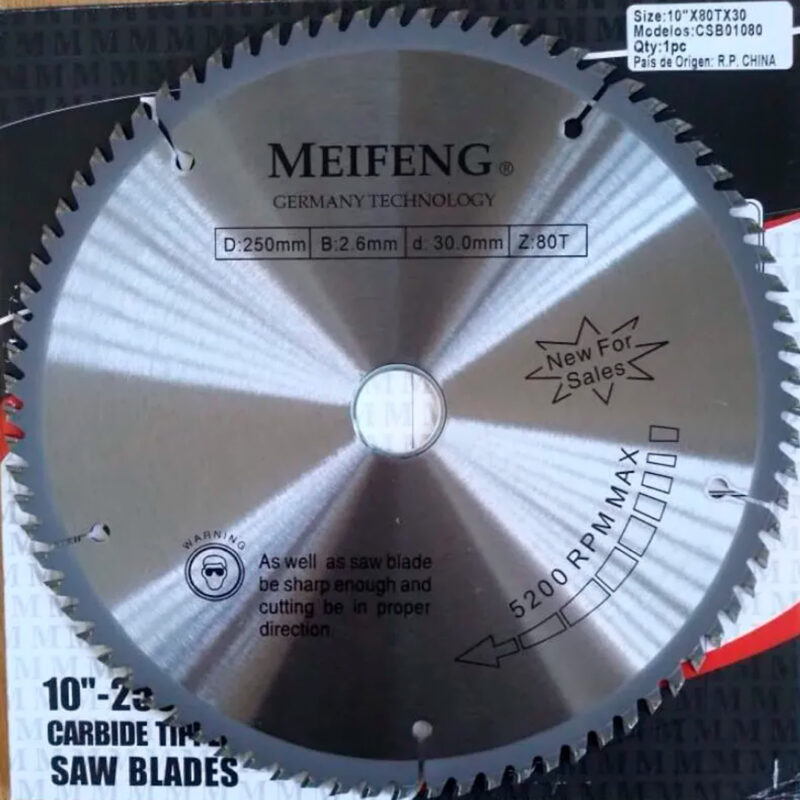 Size:10"X80TX30
Mcdelos:CSB01080
Qty:1pc
Pais de Origen: R.P. CHINA
MEIFENG®
GERMANY TECHNOLOGY
D:250mm B:2.6mm d:30.0mm Z:80T
New For
Sales
5200 RPM MAX
WARNING
As well as saw blade
be sharp enough and
cutting be in proper
direction.
10"-
CARBIDE
SAW BLADES